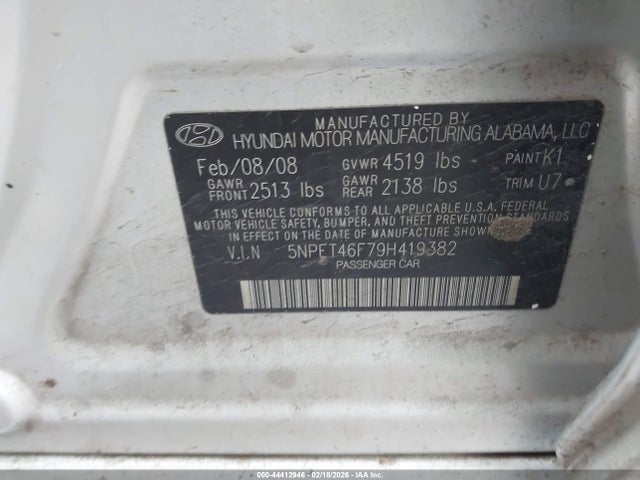 MANUFACTURED BY
HYUNDAI MOTOR MANUFACTURING ALABAMA, LLC
Feb/08/08 GVWR 4519 lbs PAINT K1
GAWR FRONT 2513 lbs GAWR REAR 2138 lbs TRIM U7
THIS VEHICLE CONFORMS TO ALL APPLICABLE U.S.A. FEDERAL
MOTOR VEHICLE SAFETY, BUMPER, AND THEFT PREVENTION STANDARDS
IN EFFECT ON THE DATE OF MANUFACTURE SHOWN
V.I.N 5NPET46F79H419382
PASSENGER CAR
000-44412946 - 02/18/2026 - IAA Inc.